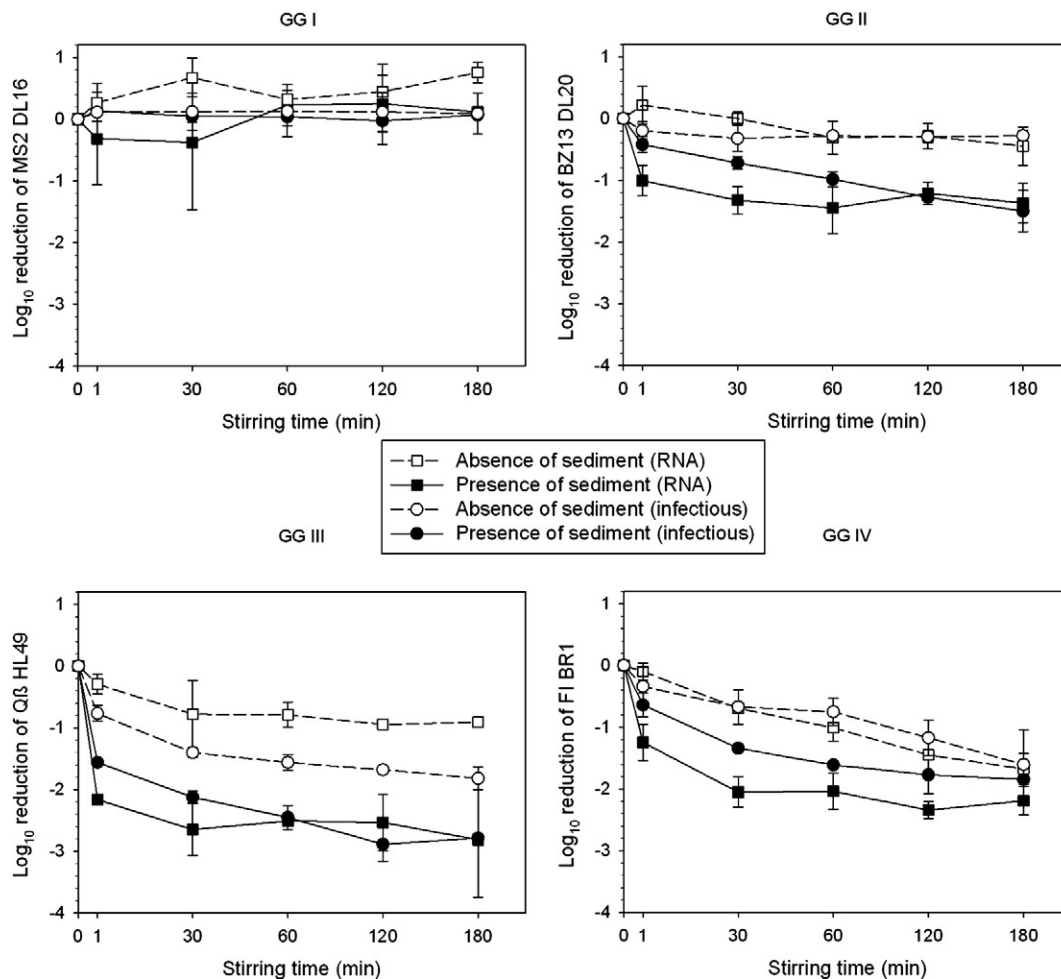 GG I
GG II
Log₁₀ reduction of MS2 DL16
1
0
-1
-2
-3
-4
0 1 30 60 120 180
Stirring time (min)
Log₁₀ reduction of BZ13 DL20
1
0
-1
-2
-3
-4
0 1 30 60 120 180
Stirring time (min)
Absence of sediment (RNA)
Presence of sediment (RNA)
Absence of sediment (infectious)
Presence of sediment (infectious)
GG III
GG IV
Log₁₀ reduction of Qß HL49
1
0
-1
-2
-3
-4
0 1 30 60 120 180
Stirring time (min)
Log₁₀ reduction of FI BR1
1
0
-1
-2
-3
-4
0 1 30 60 120 180
Stirring time (min)